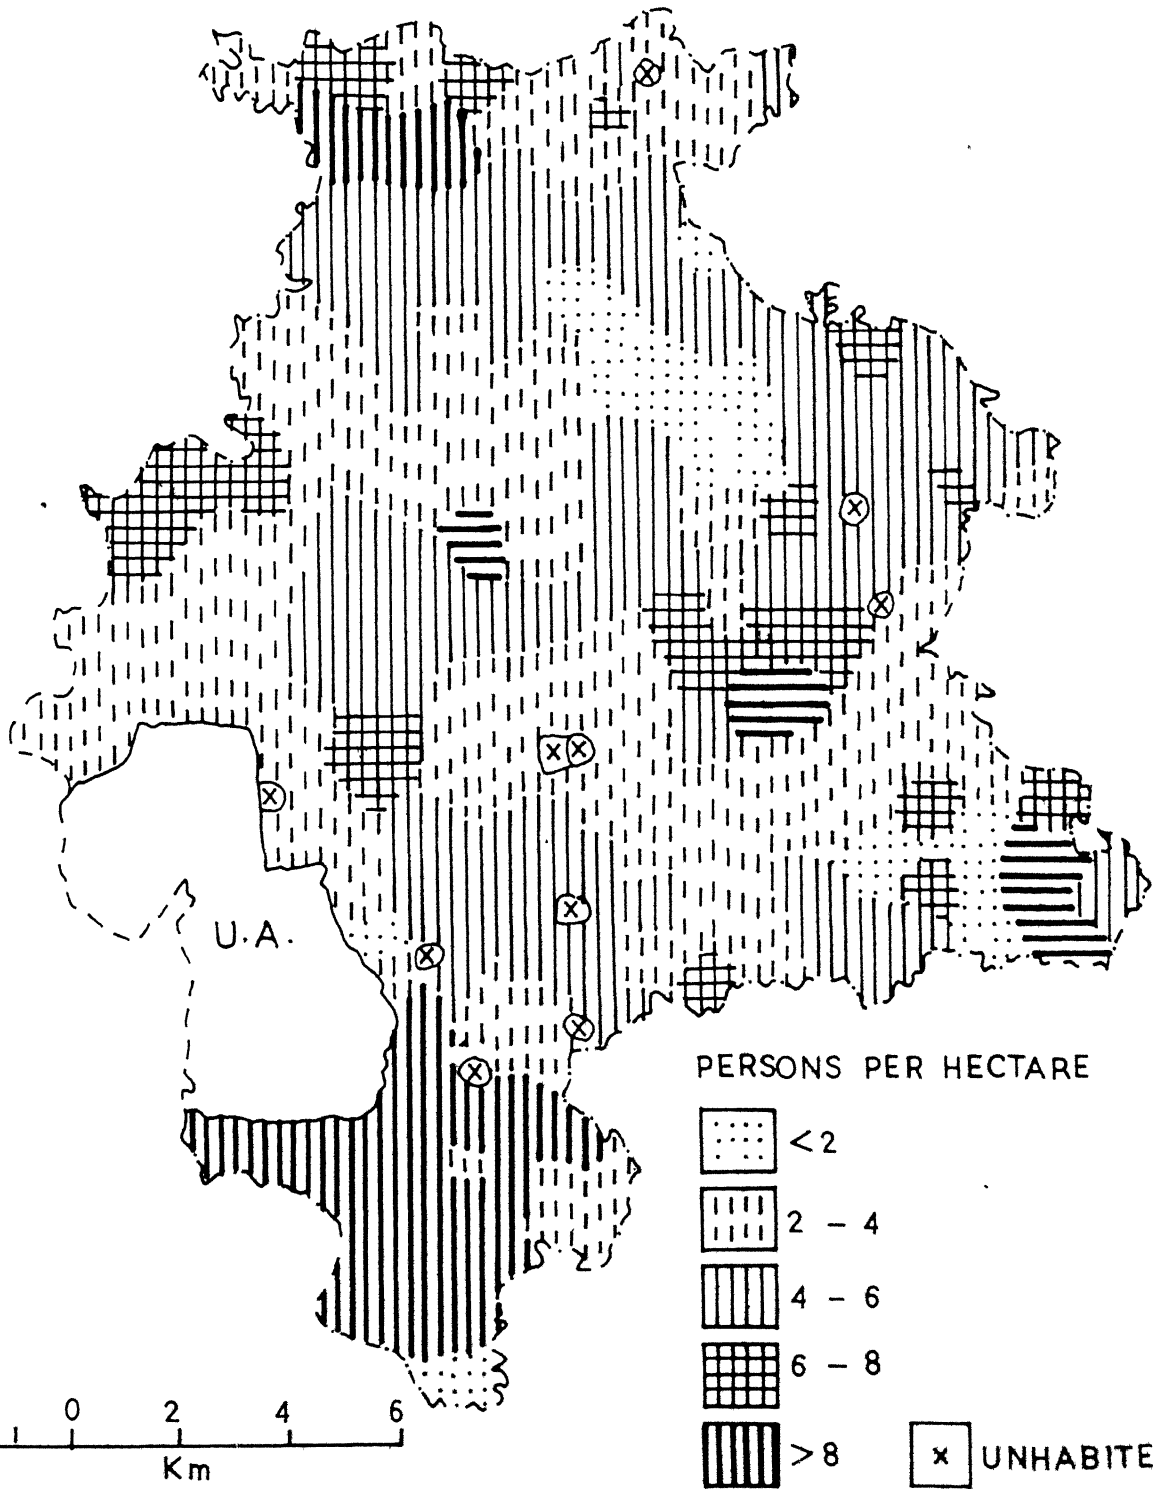 U.A.
PERSONS PER HECTARE
<2
2 – 4
4 – 6
6 – 8
>8
x UNHABITE
0 2 4 6
Km